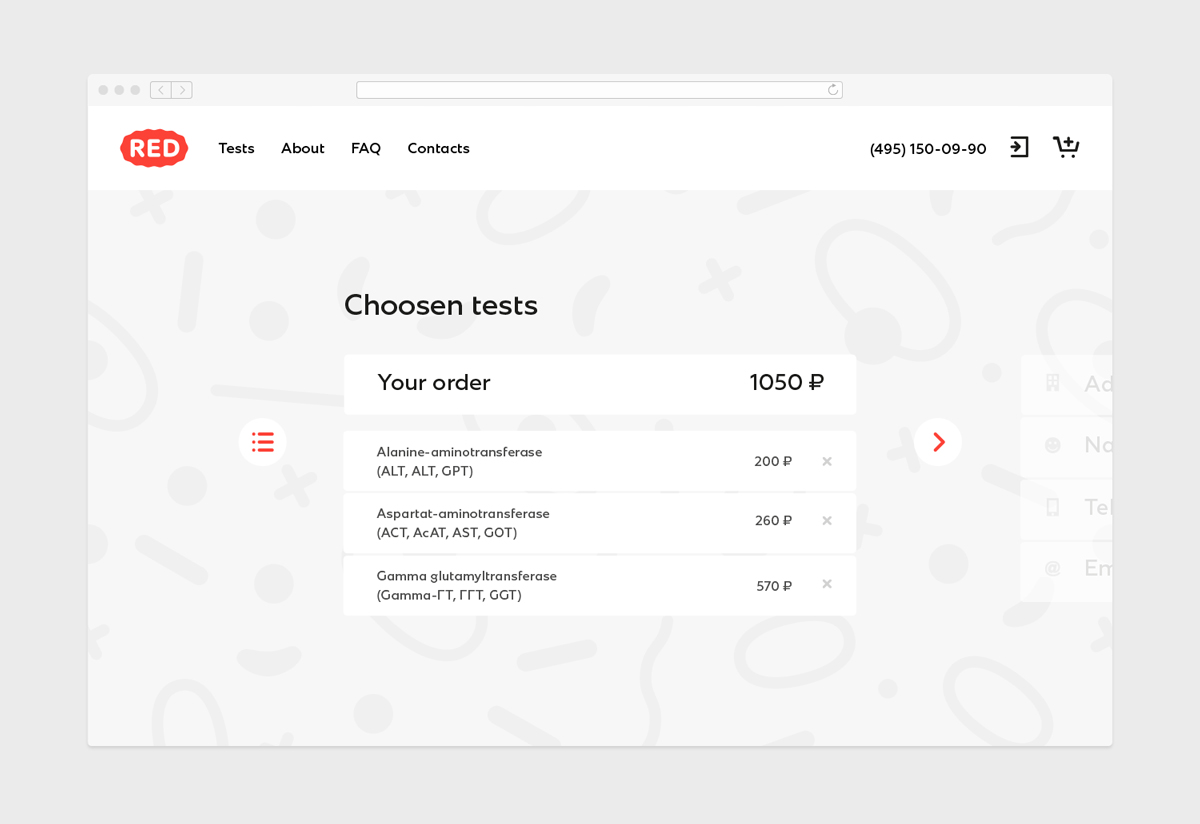 RED
Tests About FAQ Contacts
(495) 150-09-90
Choosen tests
Your order 1050 ₽
Alanine-aminotransferase
(ALT, ALT, GPT)
200 ₽
Aspartat-aminotransferase
(ACT, AcAT, AST, GOT)
260 ₽
Gamma glutamyltransferase
(Gamma-ГТ, ГГТ, GGT)
570 ₽
Ad
Na
Tel
Em